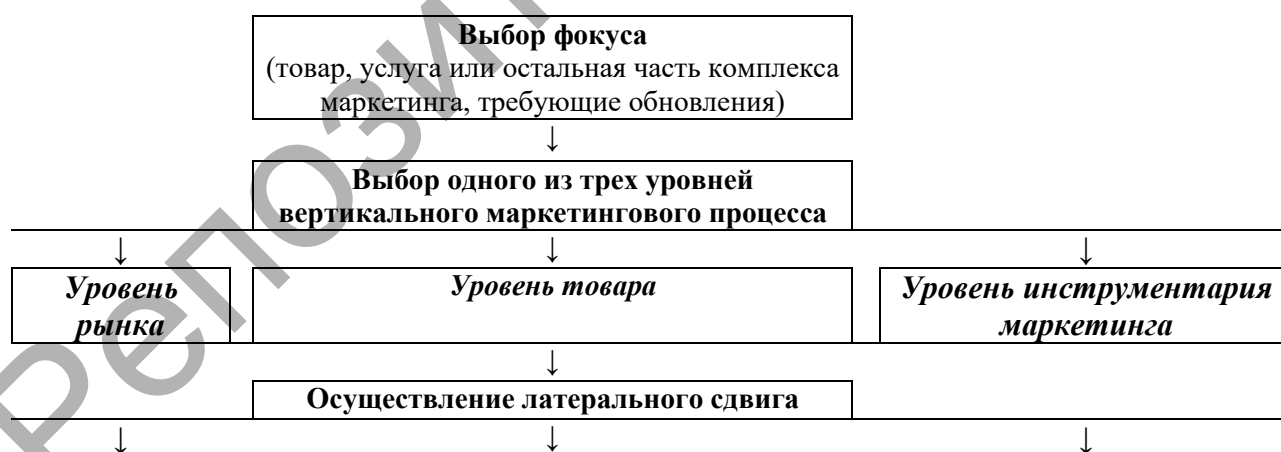 Выбор фокуса
(товар, услуга или остальная часть комплекса
маркетинга, требующие обновления)
↓
Выбор одного из трех уровней
вертикального маркетингового процесса
↓ ↓ ↓
Уровень рынка
Уровень товара
Уровень инструментария маркетинга
↓
Осуществление латерального сдвига
↓ ↓ ↓
Репози